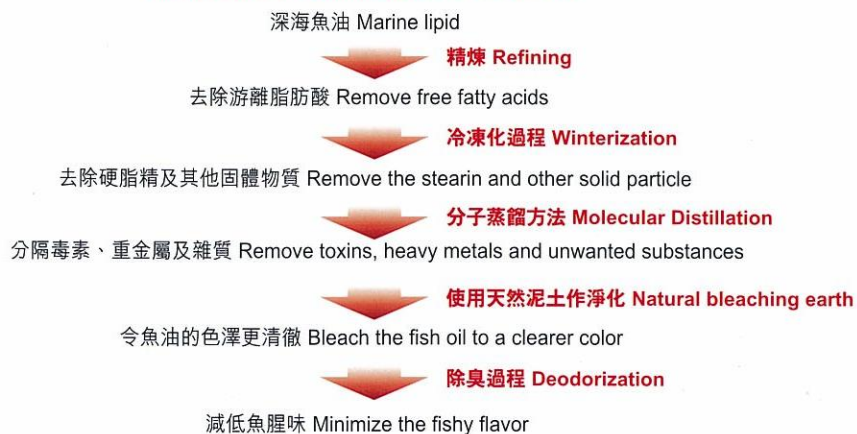 深海魚油 Marine lipid
精煉 Refining
去除游離脂肪酸 Remove free fatty acids
冷凍化過程 Winterization
去除硬脂精及其他固體物質 Remove the stearin and other solid particle
分子蒸餾方法 Molecular Distillation
分隔毒素、重金屬及雜質 Remove toxins, heavy metals and unwanted substances
使用天然泥土作淨化 Natural bleaching earth
令魚油的色澤更清徹 Bleach the fish oil to a clearer color
除臭過程 Deodorization
減低魚腥味 Minimize the fishy flavor